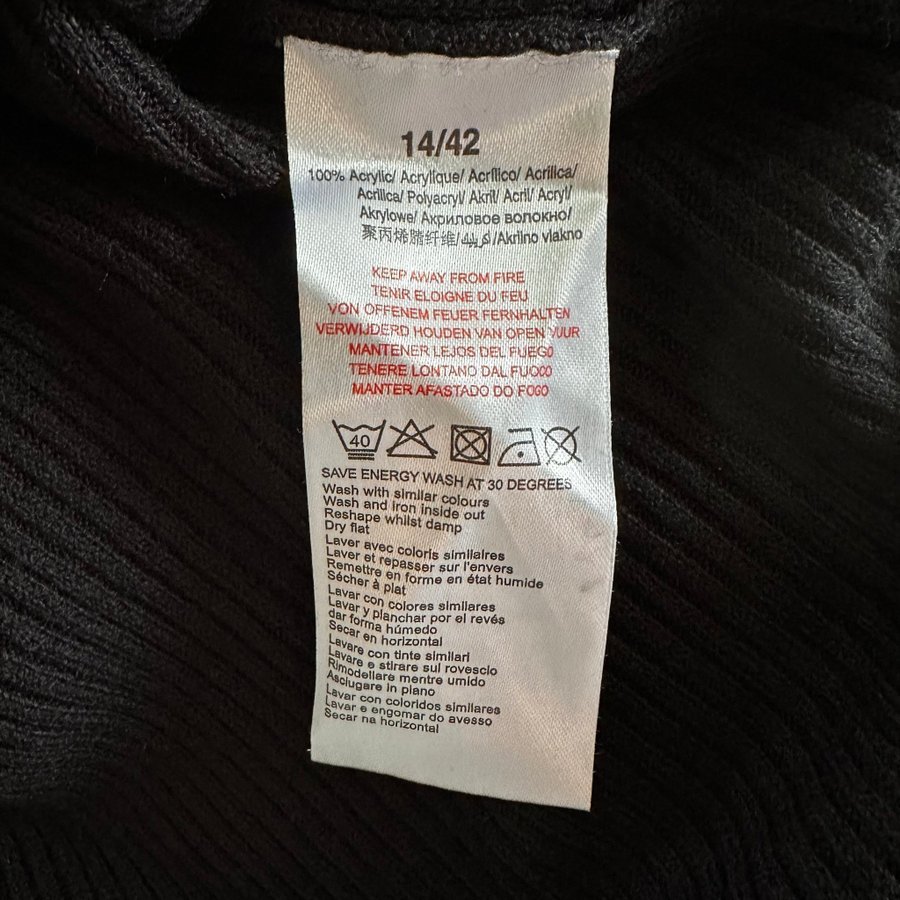 14/42
100% Acrylic/ Acrylique/ Acrílico/ Acrilica/
Acrilica/ Polyacryl/ Akril/ Acril/ Acryl/
Akrylowe/ Акриловое волокно/
聚丙烯腈纤维/اكريليك/Akrilno vlakno
KEEP AWAY FROM FIRE
TENIR ELOIGNE DU FEU
VON OFFENEM FEUER FERNHALTEN
VERWIJDERD HOUDEN VAN OPEN VUUR
MANTENER LEJOS DEL FUEGO
TENERE LONTANO DAL FUOCO
MANTER AFASTADO DO FOGO
40
SAVE ENERGY WASH AT 30 DEGREES
Wash with similar colours
Wash and iron inside out
Reshape whilst damp
Dry flat
Laver avec coloris similaires
Laver et repasser sur l'envers
Remettre en forme en état humide
Sécher à plat
Lavar con colores similares
Lavar y planchar por el revés
dar forma húmedo
Secar en horizontal
Lavare con tinte similari
Lavare e stirare sul rovescio
Rimodellare mentre umido
Asciugare in piano
Lavar con coloridos similares
Lavar e engomar do avesso
Secar na horizontal